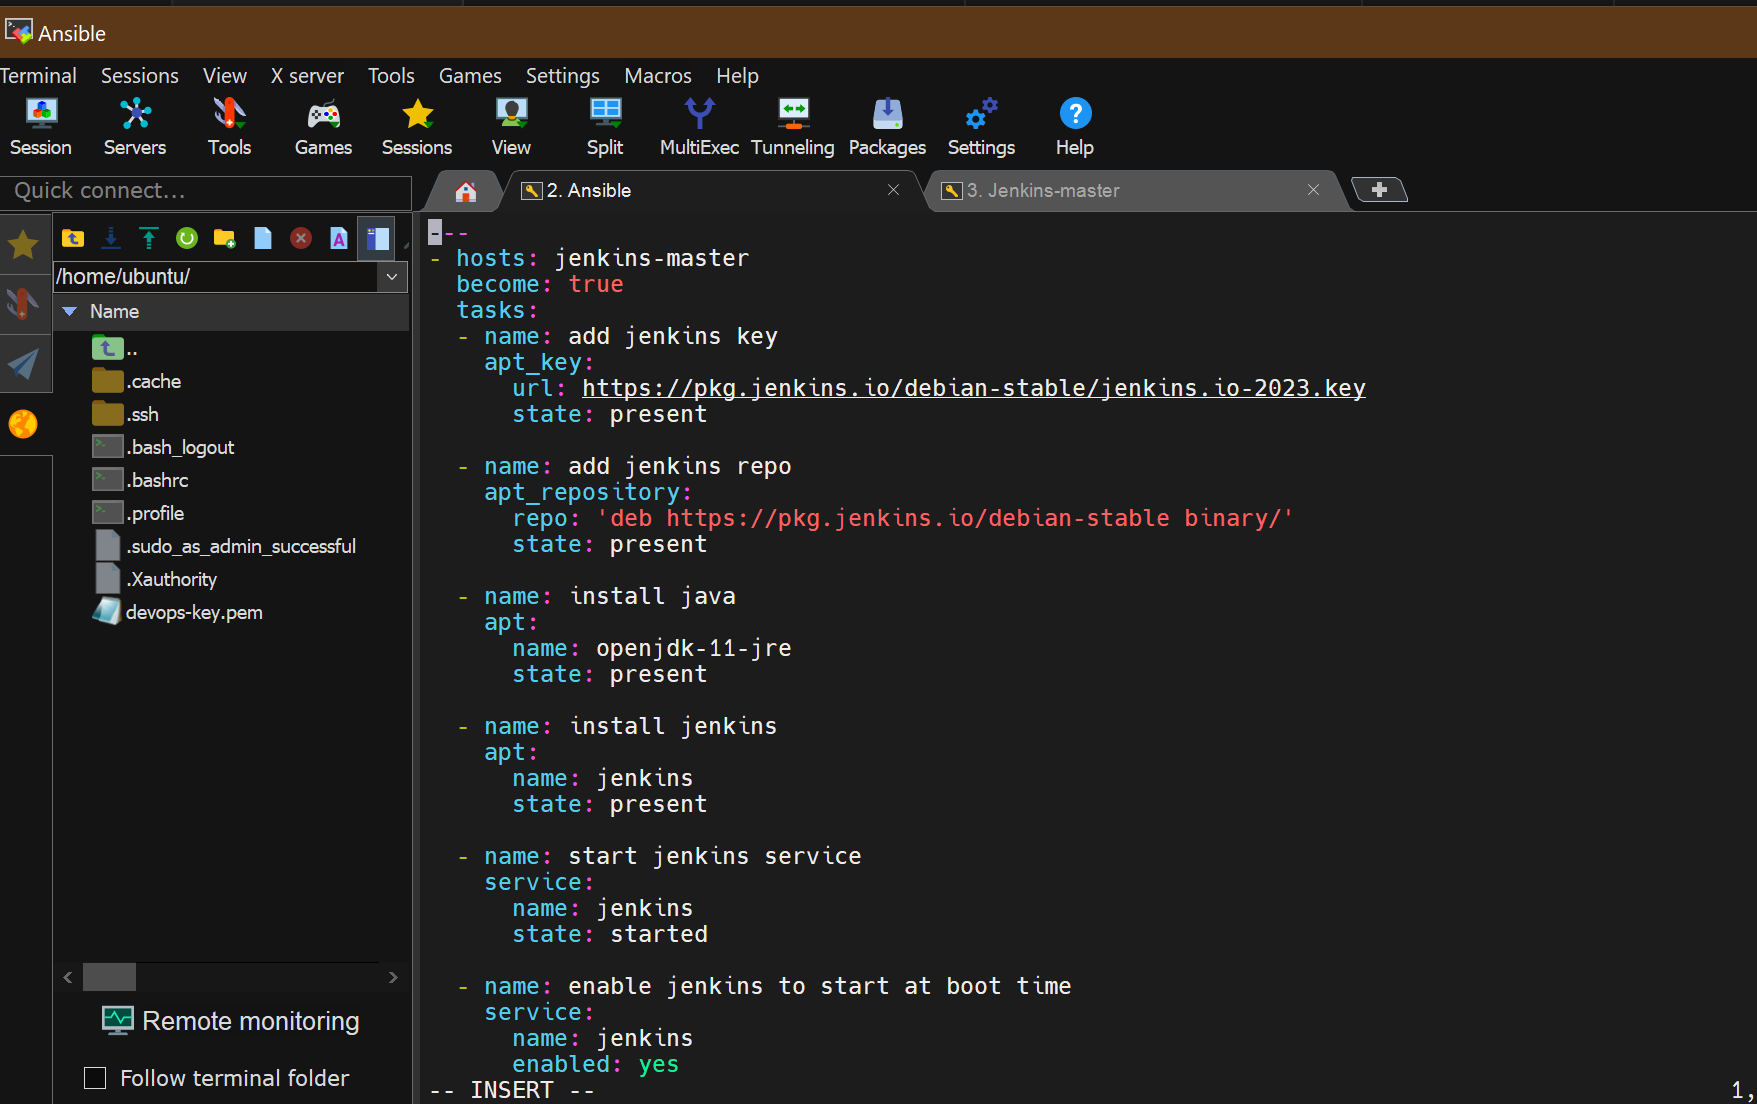 Ansible
Terminal Sessions View X server Tools Games Settings Macros Help
Session Servers Tools Games Sessions View Split MultiExec Tunneling Packages Settings Help
Quick connect...
2. Ansible
3. Jenkins-master
/home/ubuntu/
Name
..
.cache
.ssh
.bash_logout
.bashrc
.profile
.sudo_as_admin_successful
.Xauthority
devops-key.pem
Remote monitoring
Follow terminal folder
---
- hosts: jenkins-master
  become: true
  tasks:
  - name: add jenkins key
    apt_key:
      url: https://pkg.jenkins.io/debian-stable/jenkins.io-2023.key
      state: present

  - name: add jenkins repo
    apt_repository:
      repo: 'deb https://pkg.jenkins.io/debian-stable binary/'
      state: present

  - name: install java
    apt:
      name: openjdk-11-jre
      state: present

  - name: install jenkins
    apt:
      name: jenkins
      state: present

  - name: start jenkins service
    service:
      name: jenkins
      state: started

  - name: enable jenkins to start at boot time
    service:
      name: jenkins
      enabled: yes
-- INSERT -- 1,